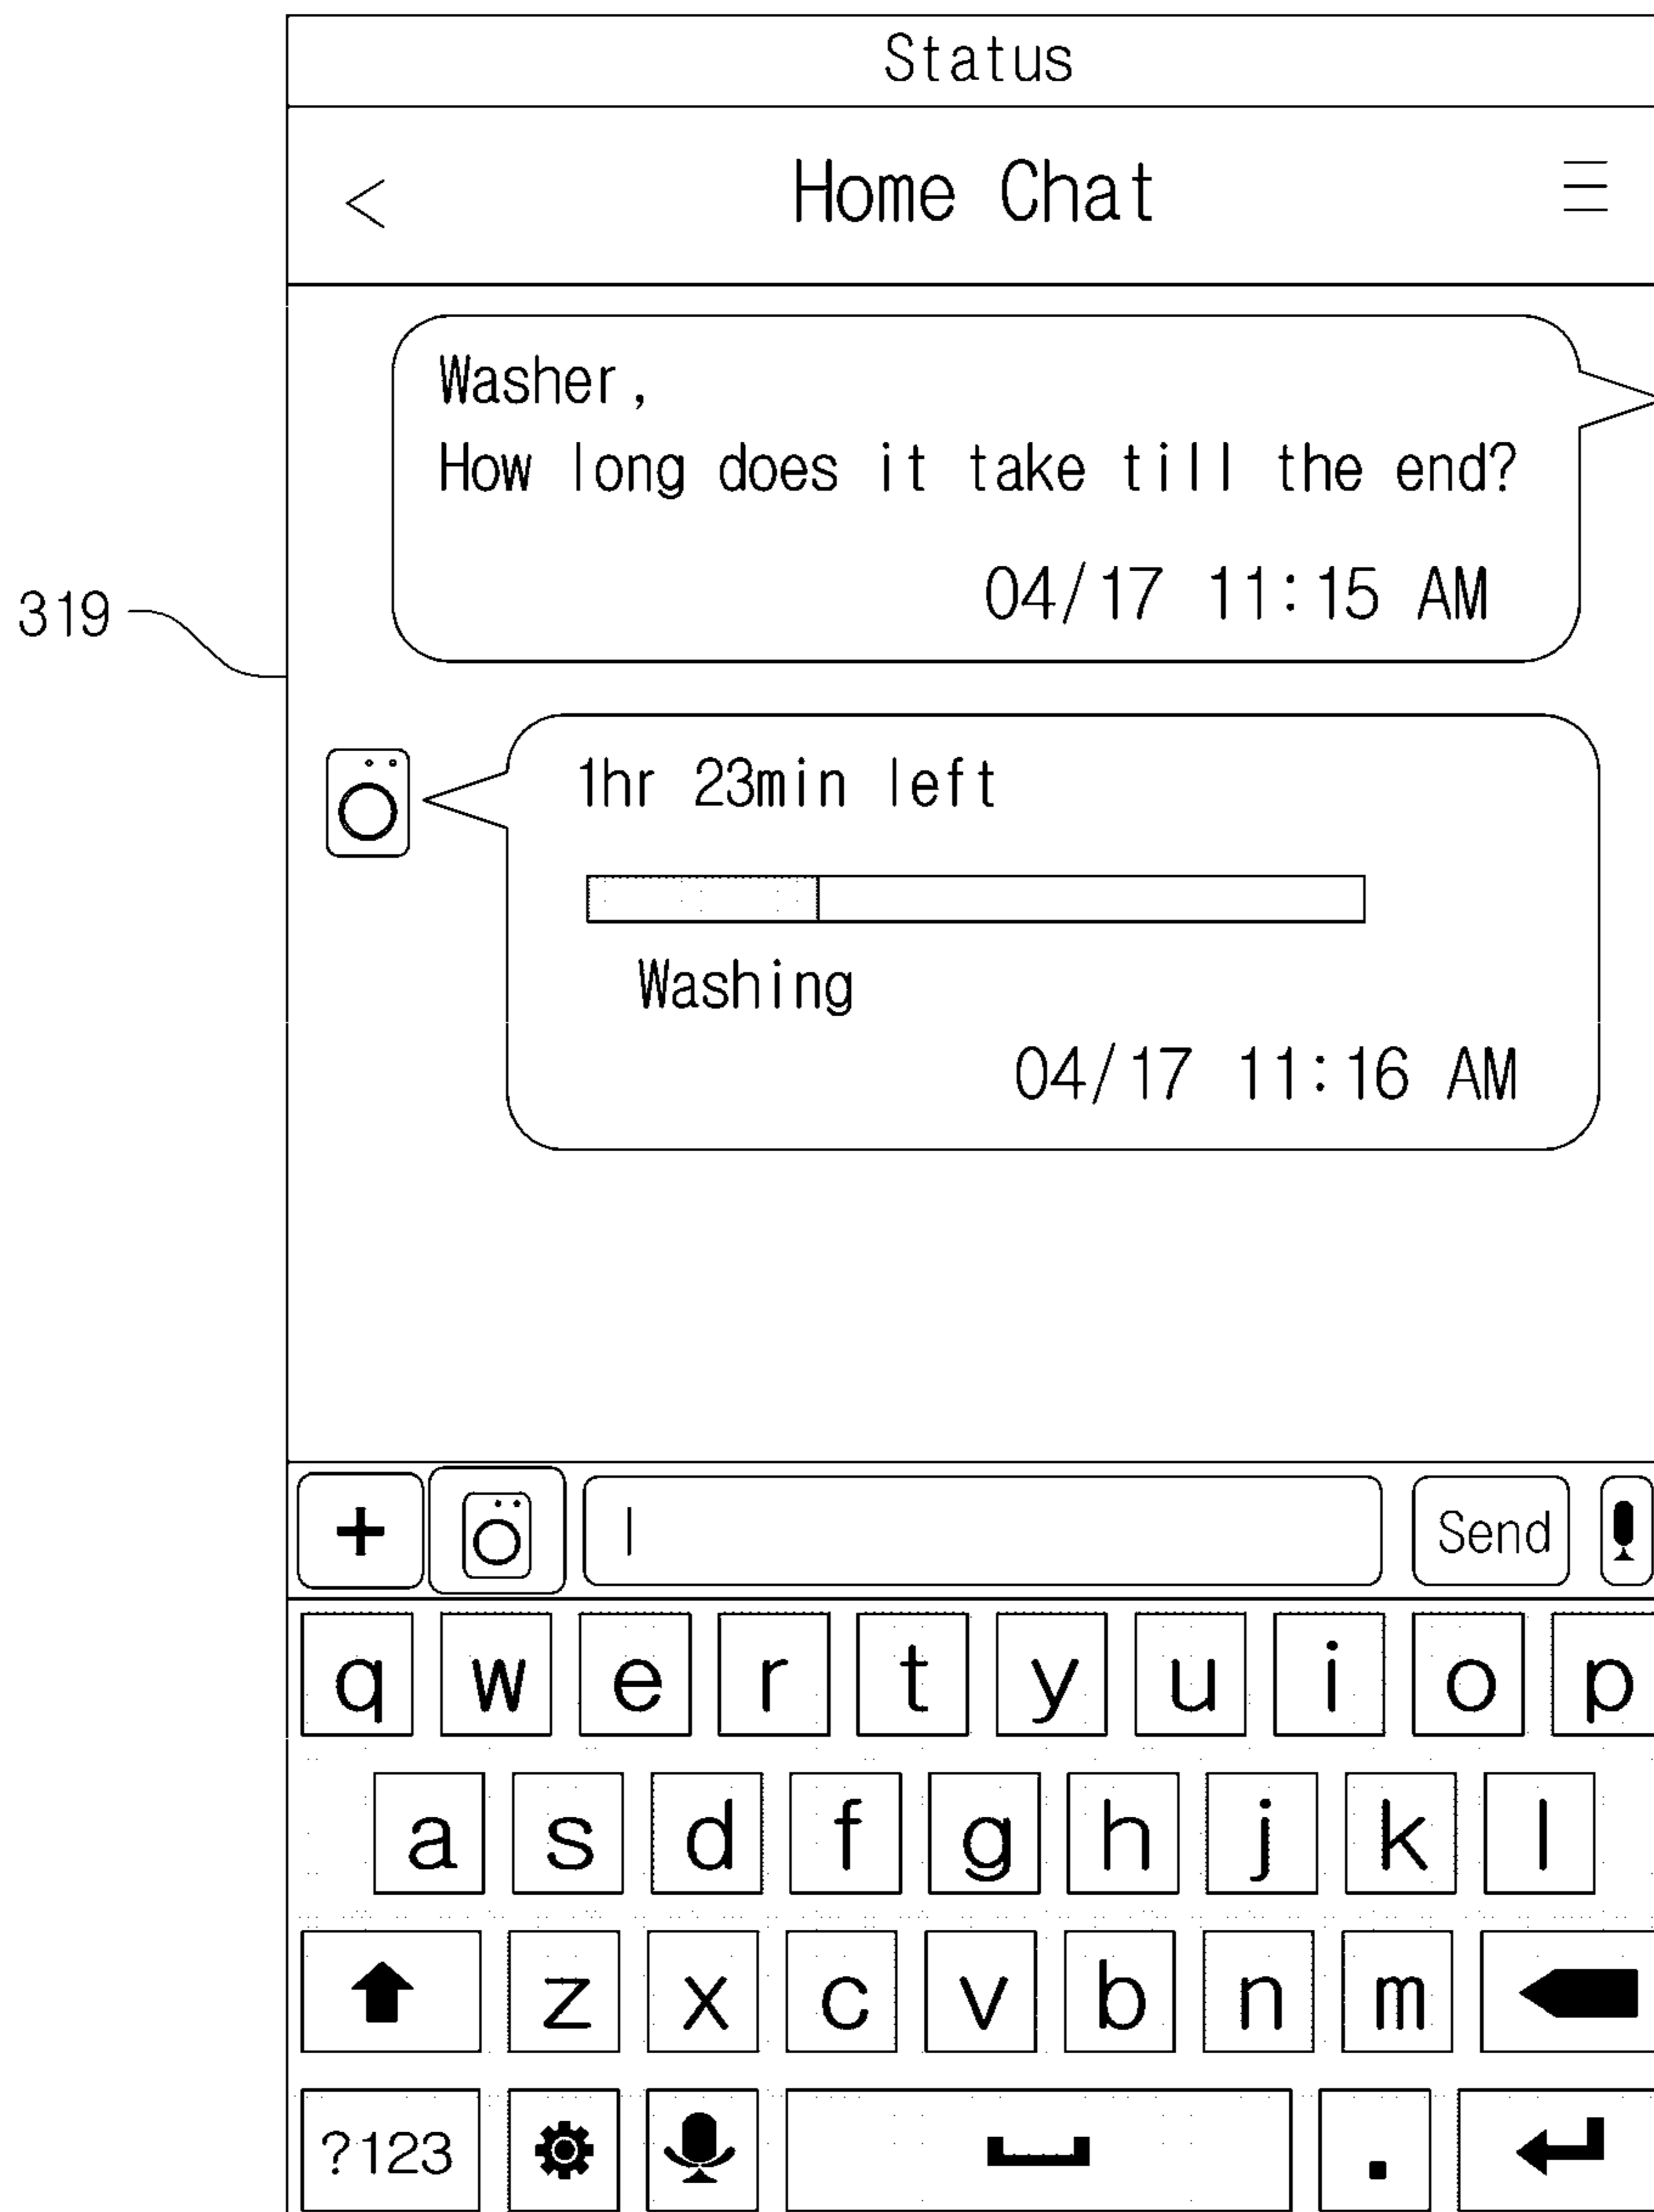 Status
< Home Chat
Washer,
How long does it take till the end?
04/17 11:15 AM
319
1hr 23min left
Washing
04/17 11:16 AM
+ Send
q w e r t y u i o p
a s d f g h j k l
z x c v b n m
?123 .